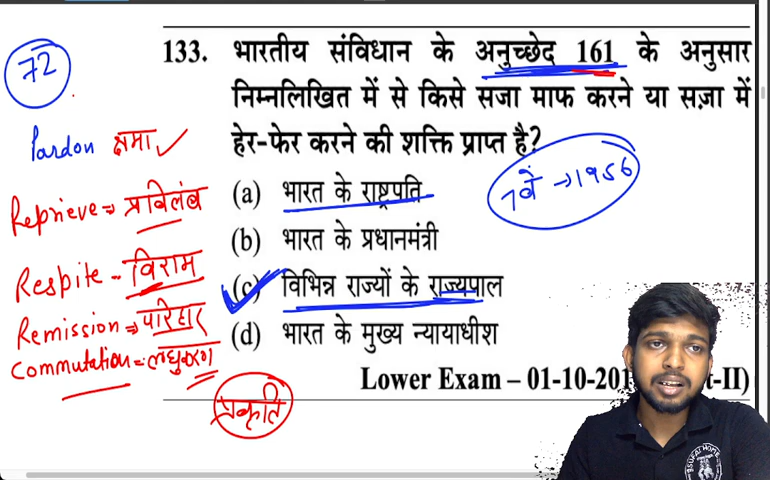 72
133. भारतीय संविधान के अनुच्छेद 161 के अनुसार
निम्नलिखित में से किसे सजा माफ करने या सज़ा में
हेर-फेर करने की शक्ति प्राप्त है?
(a) भारत के राष्ट्रपति
(b) भारत के प्रधानमंत्री
(c) विभिन्न राज्यों के राज्यपाल
(d) भारत के मुख्य न्यायाधीश
Lower Exam – 01-10-201
-II)
7वें → 1956
Pardon क्षमा
Reprieve ⇒ प्रविलंब
Respite - विराम
Remission ⇒ परिहार
Commutation = लघुकरण
प्रकृति